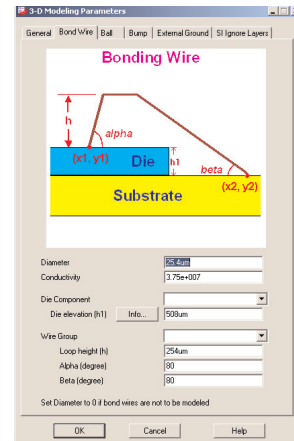 3-D Modeling Parameters
General Bond Wire Ball Bump External Ground SI Ignore Layers
Bonding Wire
h
alpha
(x1, y1)
Die
h1
beta
(x2, y2)
Substrate
Diameter 25.4um
Conductivity 3.75e+007
Die Component
Die elevation (h1) Info... 508um
Wire Group
Loop height (h) 254um
Alpha (degree) 80
Beta (degree) 80
Set Diameter to 0 if bond wires are not to be modeled
OK Cancel Help